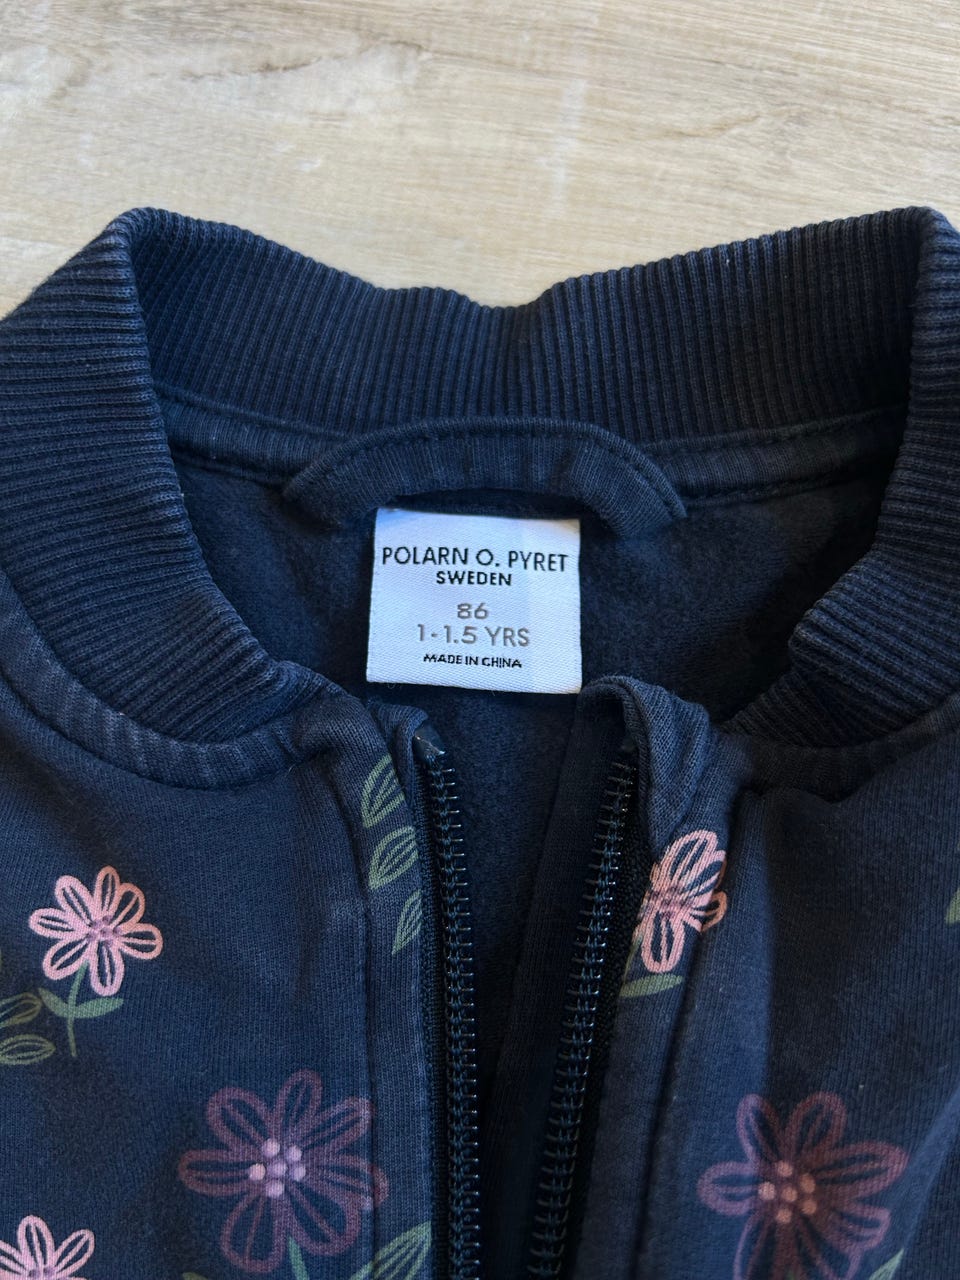 POLARN O. PYRET
SWEDEN
86
1-1.5 YRS
MADE IN CHINA